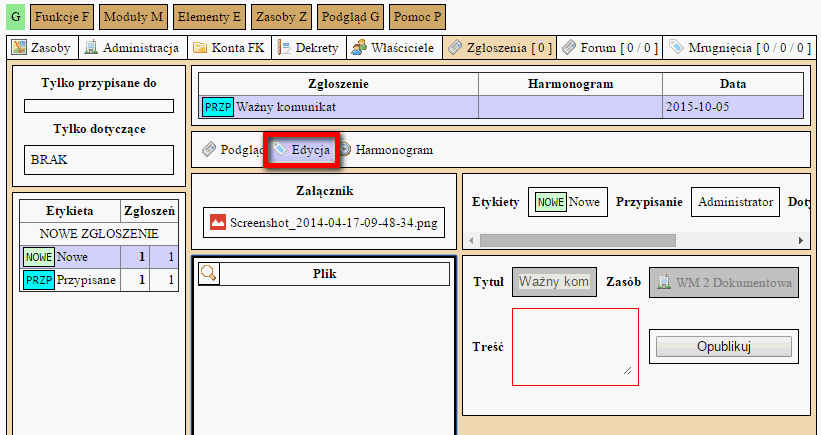 G Funkcje F Moduły M Elementy E Zasoby Z Podgląd G Pomoc P
Zasoby Administracja Konta FK Dekrety Właściciele Zgłoszenia [ 0 ] Forum [ 0 / 0 ] Mrugnięcia [ 0 / 0 / 0 ]
Tylko przypisane do
Tylko dotyczące
BRAK
Etykieta Zgłoszeń
NOWE ZGŁOSZENIE
NOWE Nowe 1 1
PRZP Przypisane 1 1
Zgłoszenie Harmonogram Data
PRZP Ważny komunikat 2015-10-05
Podgląd Edycja Harmonogram
Załącznik
Screenshot_2014-04-17-09-48-34.png
Plik
Etykiety NOWE Nowe Przypisanie Administrator Doty
Tytuł Ważny kom Zasób WM 2 Dokumentowa
Treść Opublikuj